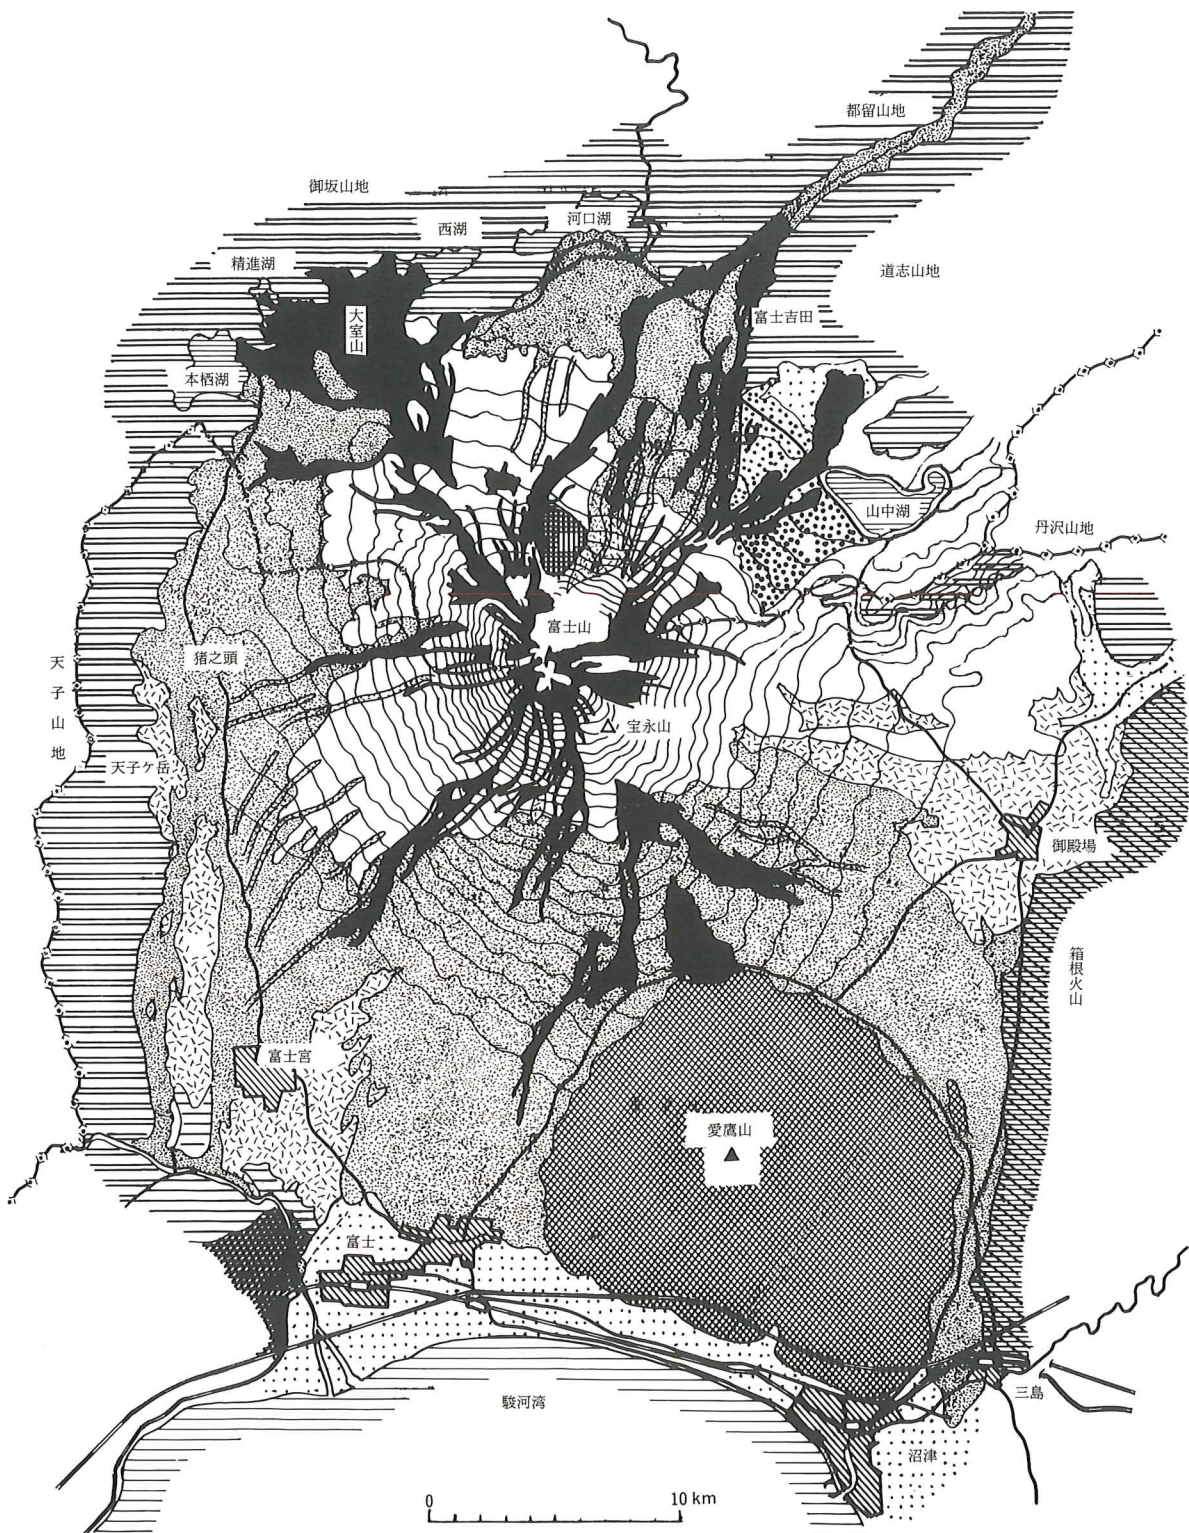 都留山地
御坂山地
河口湖
西湖
精進湖
道志山地
大室山
富士吉田
本栖湖
山中湖
丹沢山地
富士山
猪之頭
天子山地
宝永山
天子ケ岳
御殿場
箱根火山
富士宮
愛鷹山
富士
駿河湾
三島
沼津
0 10 km